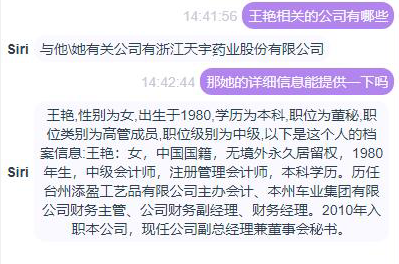 14:41:56 王艳相关的公司有哪些
Siri 与他\她有关公司有浙江天宇药业股份有限公司
14:42:44 那她的详细信息能提供一下吗
王艳,性别为女,出生于1980,学历为本科,职位为董秘,职
位类别为高管成员,职位级别为中级,以下是这个人的档
案信息:王艳：女，中国国籍，无境外永久居留权，1980
Siri 年生，中级会计师，注册管理会计师，本科学历。历任
台州添盈工艺品有限公司主办会计、本州车业集团有限
公司财务主管、公司财务副经理、财务经理。2010年入
职本公司，现任公司副总经理兼董事会秘书。